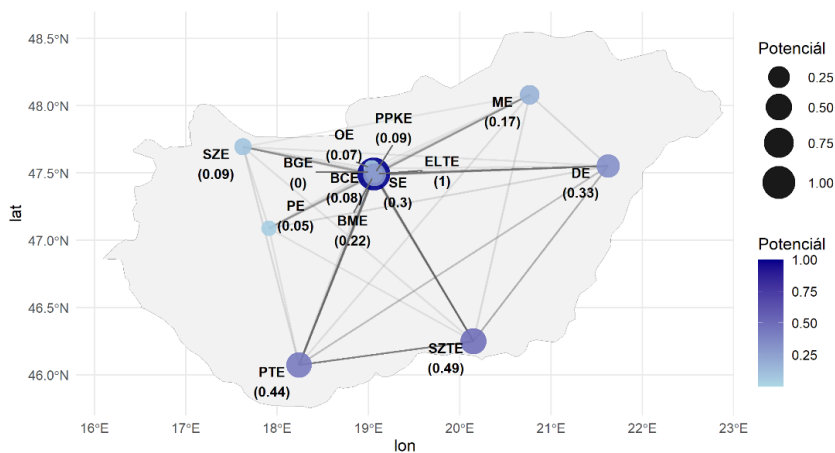 48.5°N
48.0°N
47.5°N
47.0°N
46.5°N
46.0°N
lat
16°E
17°E
18°E
19°E
20°E
21°E
22°E
23°E
lon
ME
(0.17)
PPKE
(0.09)
OE
(0.07)
SZE
(0.09)
BGE
(0)
ELTE
(1)
BCE
(0.08)
SE
(0.3)
DE
(0.33)
PE
(0.05)
BME
(0.22)
SZTE
(0.49)
PTE
(0.44)
Potenciál
0.25
0.50
0.75
1.00
Potenciál
1.00
0.75
0.50
0.25